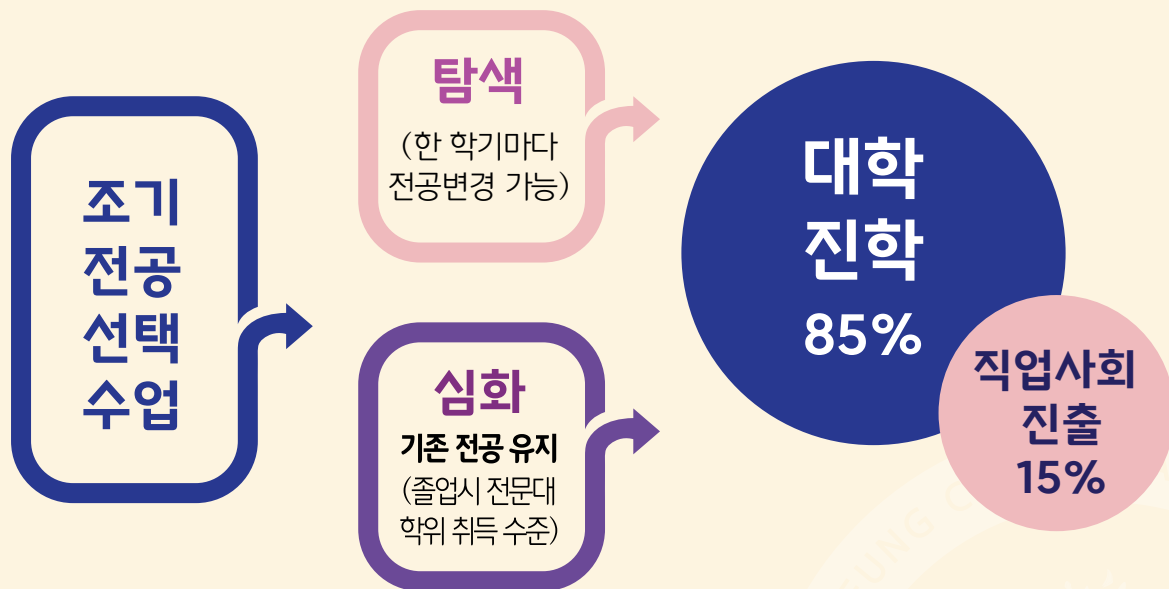 조기
전공
선택
수업
탐색
(한 학기마다
전공변경 가능)
심화
기존 전공 유지
(졸업시 전문대
학위 취득 수준)
대학
진학
85%
직업사회
진출
15%